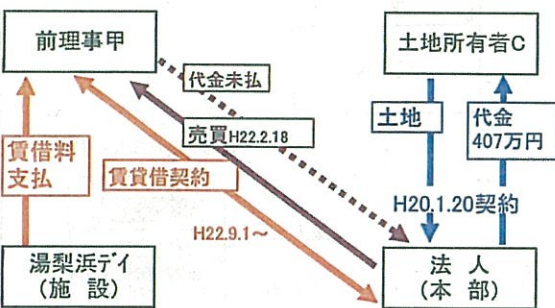 前理事甲
土地所有者C
代金未払
売買H22.2.18
土地
代金
407万円
賃借料
支払
賃貸借契約
H20.1.20契約
H22.9.1～
湯梨浜ﾃﾞｲ
(施 設)
法 人
(本 部)